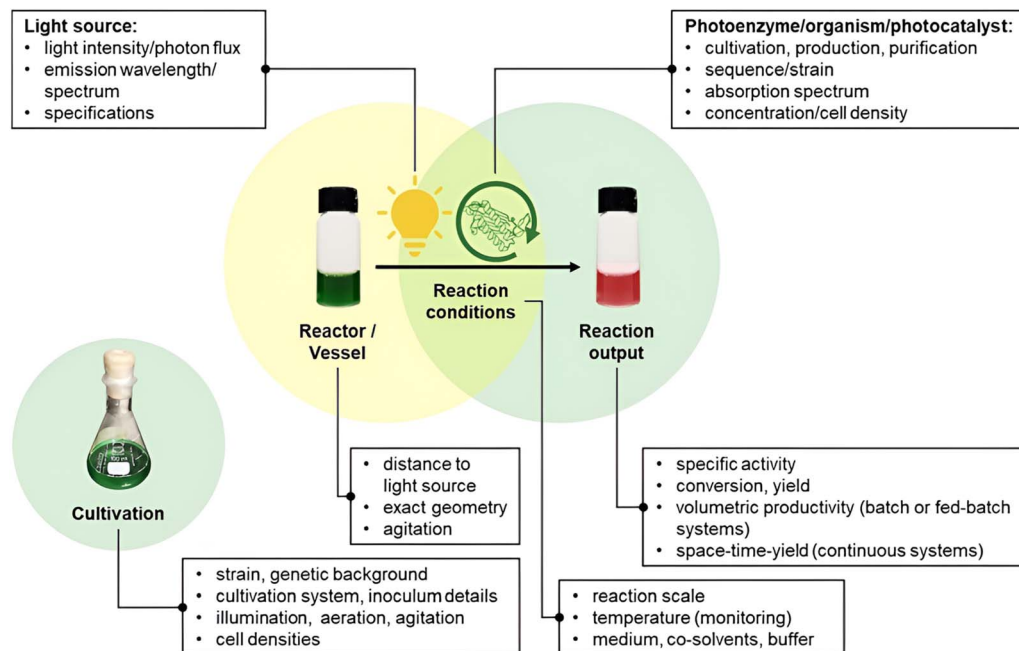 Light source:
• light intensity/photon flux
• emission wavelength/
spectrum
• specifications
Photoenzyme/organism/photocatalyst:
• cultivation, production, purification
• sequence/strain
• absorption spectrum
• concentration/cell density
Reaction
conditions
Reactor /
Vessel
Reaction
output
Cultivation
• distance to
light source
• exact geometry
• agitation
• specific activity
• conversion, yield
• volumetric productivity (batch or fed-batch
systems)
• space-time-yield (continuous systems)
• strain, genetic background
• cultivation system, inoculum details
• illumination, aeration, agitation
• cell densities
• reaction scale
• temperature (monitoring)
• medium, co-solvents, buffer